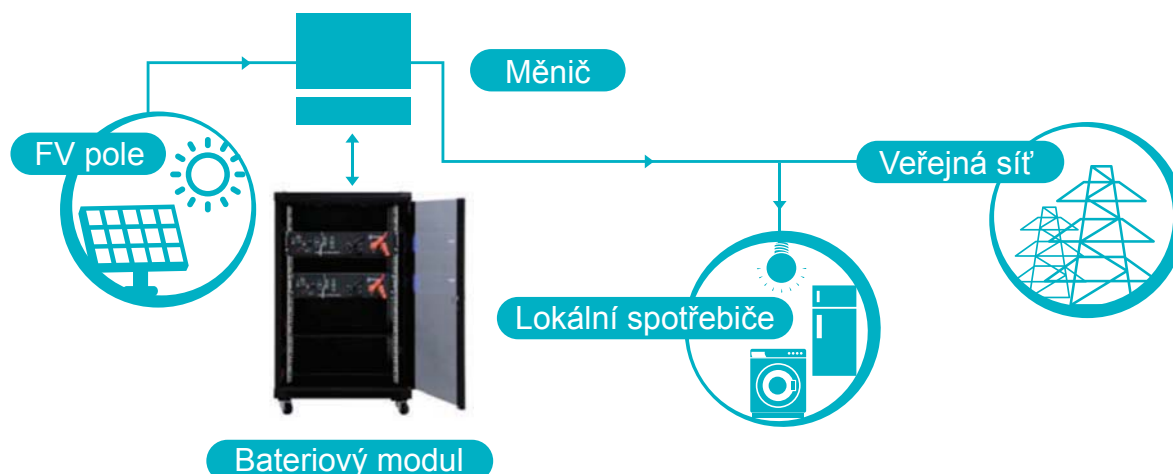 Měnič
FV pole
Veřejná síť
Lokální spotřebiče
Bateriový modul